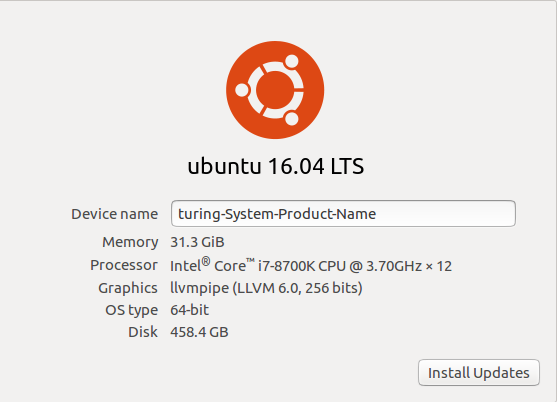 ubuntu 16.04 LTS
Device name turing-System-Product-Name
Memory 31.3 GiB
Processor Intel® Core™ i7-8700K CPU @ 3.70GHz × 12
Graphics llvmpipe (LLVM 6.0, 256 bits)
OS type 64-bit
Disk 458.4 GB
Install Updates